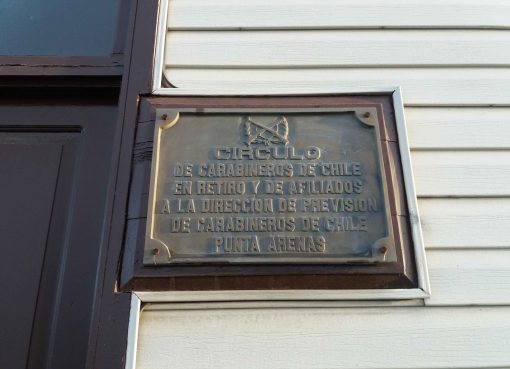 CIRCULO
DE CARABINEROS DE CHILE
EN RETIRO Y DE AFILIADOS
A LA DIRECCION DE PREVISION
DE CARABINEROS DE CHILE
PUNTA ARENAS